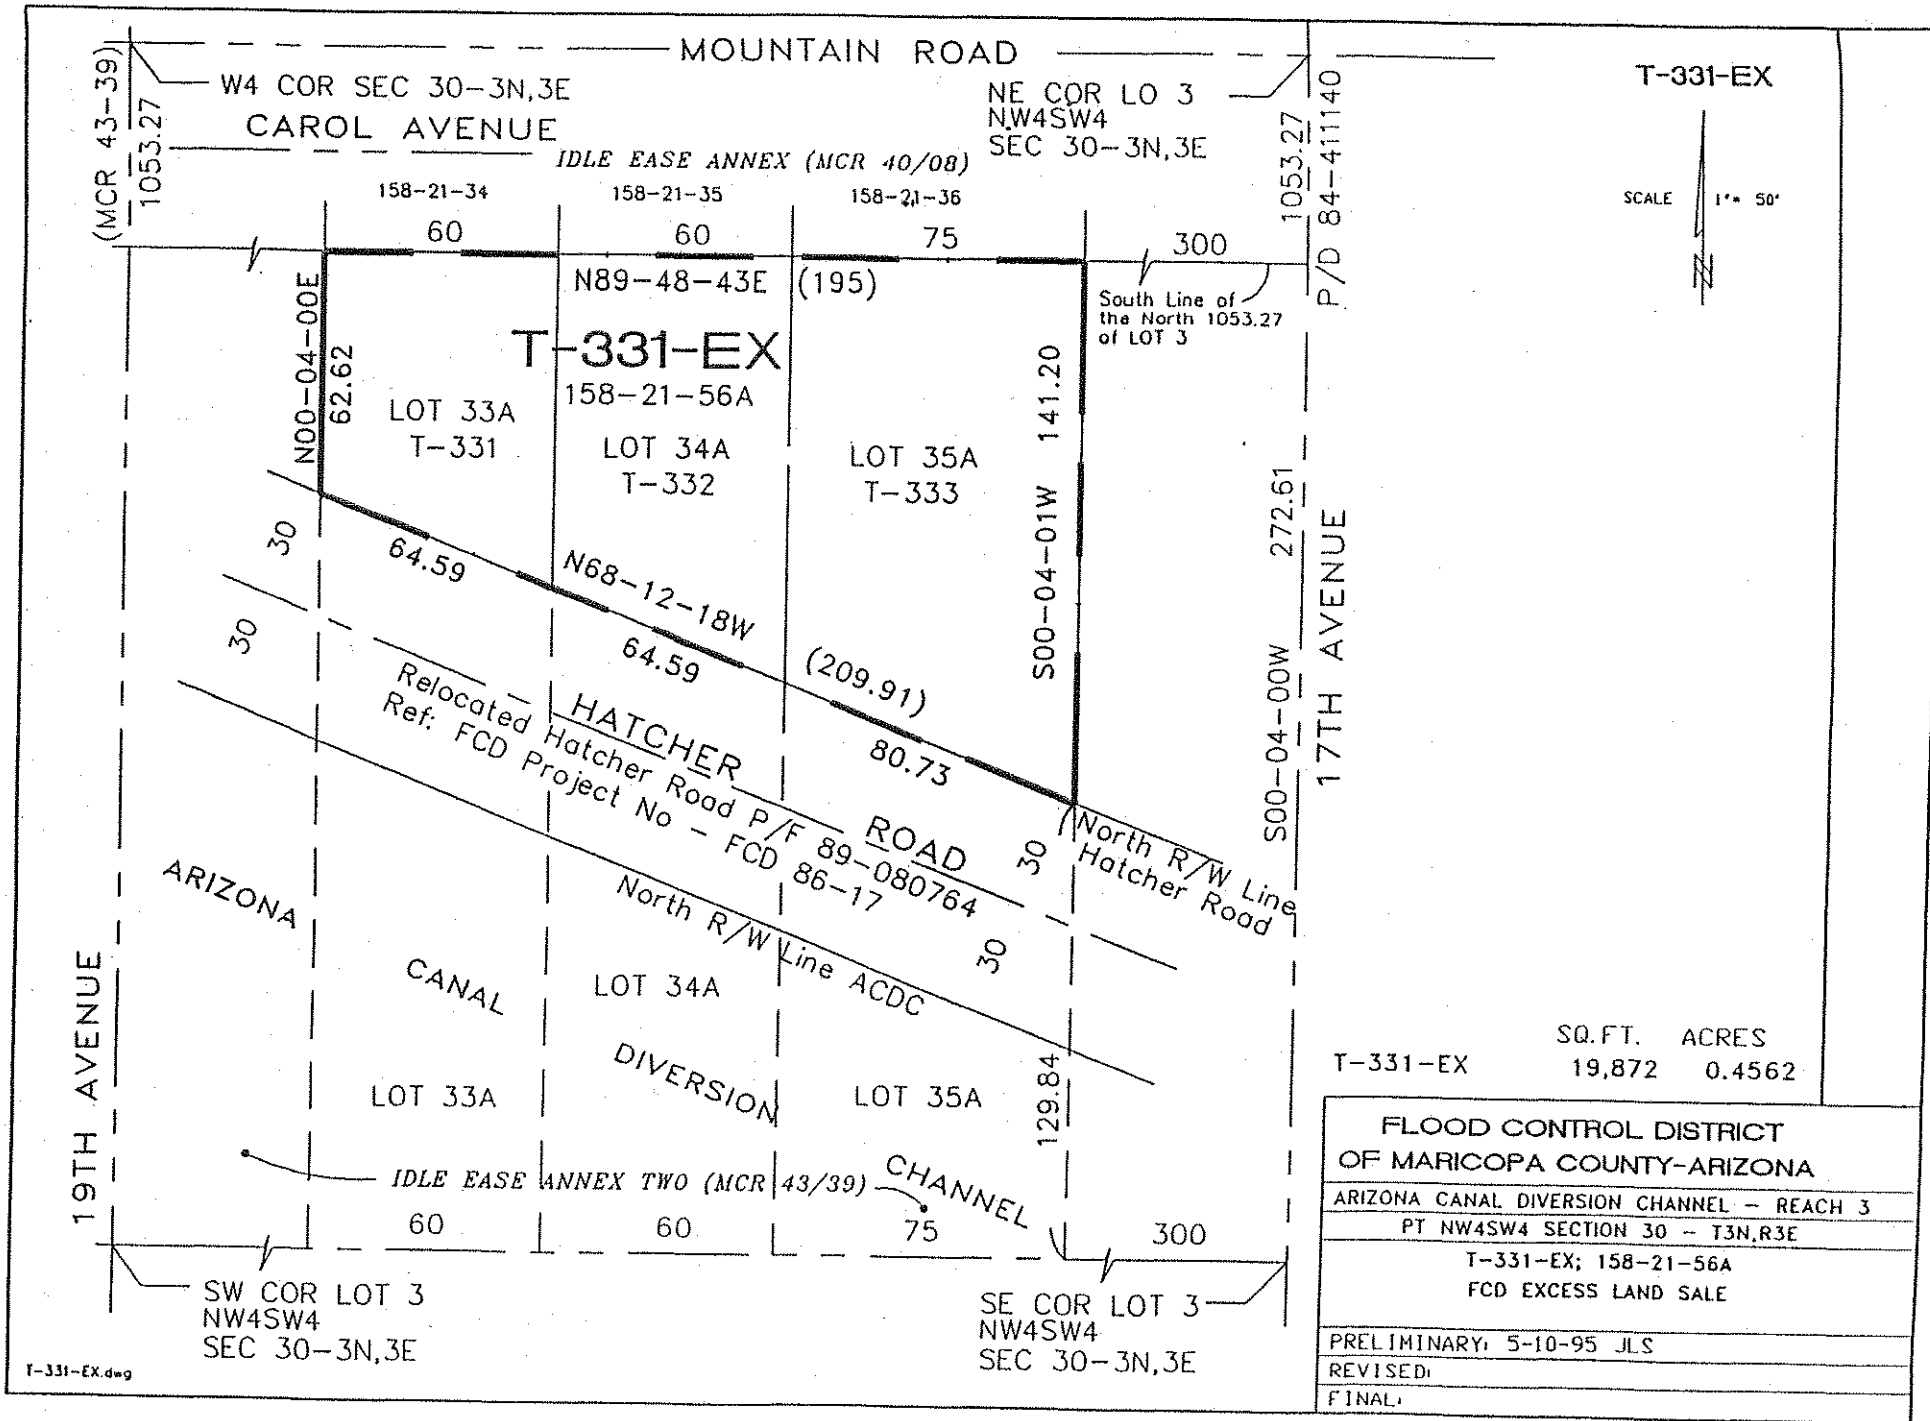 MOUNTAIN ROAD
T-331-EX
(MCR 43-39)
1053.27
W4 COR SEC 30-3N,3E
CAROL AVENUE
NE COR LO 3
NW4SW4
SEC 30-3N,3E
1053.27
P/D 84-411140
SCALE 1"= 50'
IDLE EASE ANNEX (MCR 40/08)
158-21-34
158-21-35
158-21-36
60
60
75
300
N89-48-43E (195)
South Line of
the North 1053.27
of LOT 3
N00-04-00E
62.62
T-331-EX
158-21-56A
LOT 33A
T-331
LOT 34A
T-332
LOT 35A
T-333
S00-04-01W 141.20
S00-04-00W 272.61
17TH AVENUE
30
64.59
N68-12-18W
64.59
(209.91)
80.73
30
HATCHER ROAD
Relocated Hatcher Road P/F 89-080764
Ref: FCD Project No - FCD 86-17
30
North R/W Line
Hatcher Road
30
North R/W Line ACDC
ARIZONA
CANAL
DIVERSION
CHANNEL
LOT 34A
LOT 33A
LOT 35A
129.84
19TH AVENUE
IDLE EASE ANNEX TWO (MCR 43/39)
60
60
75
300
SW COR LOT 3
NW4SW4
SEC 30-3N,3E
SE COR LOT 3
NW4SW4
SEC 30-3N,3E
T-331-EX.dwg
SQ.FT. ACRES
T-331-EX 19,872 0.4562
FLOOD CONTROL DISTRICT
OF MARICOPA COUNTY-ARIZONA
ARIZONA CANAL DIVERSION CHANNEL - REACH 3
PT NW4SW4 SECTION 30 - T3N,R3E
T-331-EX; 158-21-56A
FCD EXCESS LAND SALE
PRELIMINARY: 5-10-95 JLS
REVISED:
FINAL: